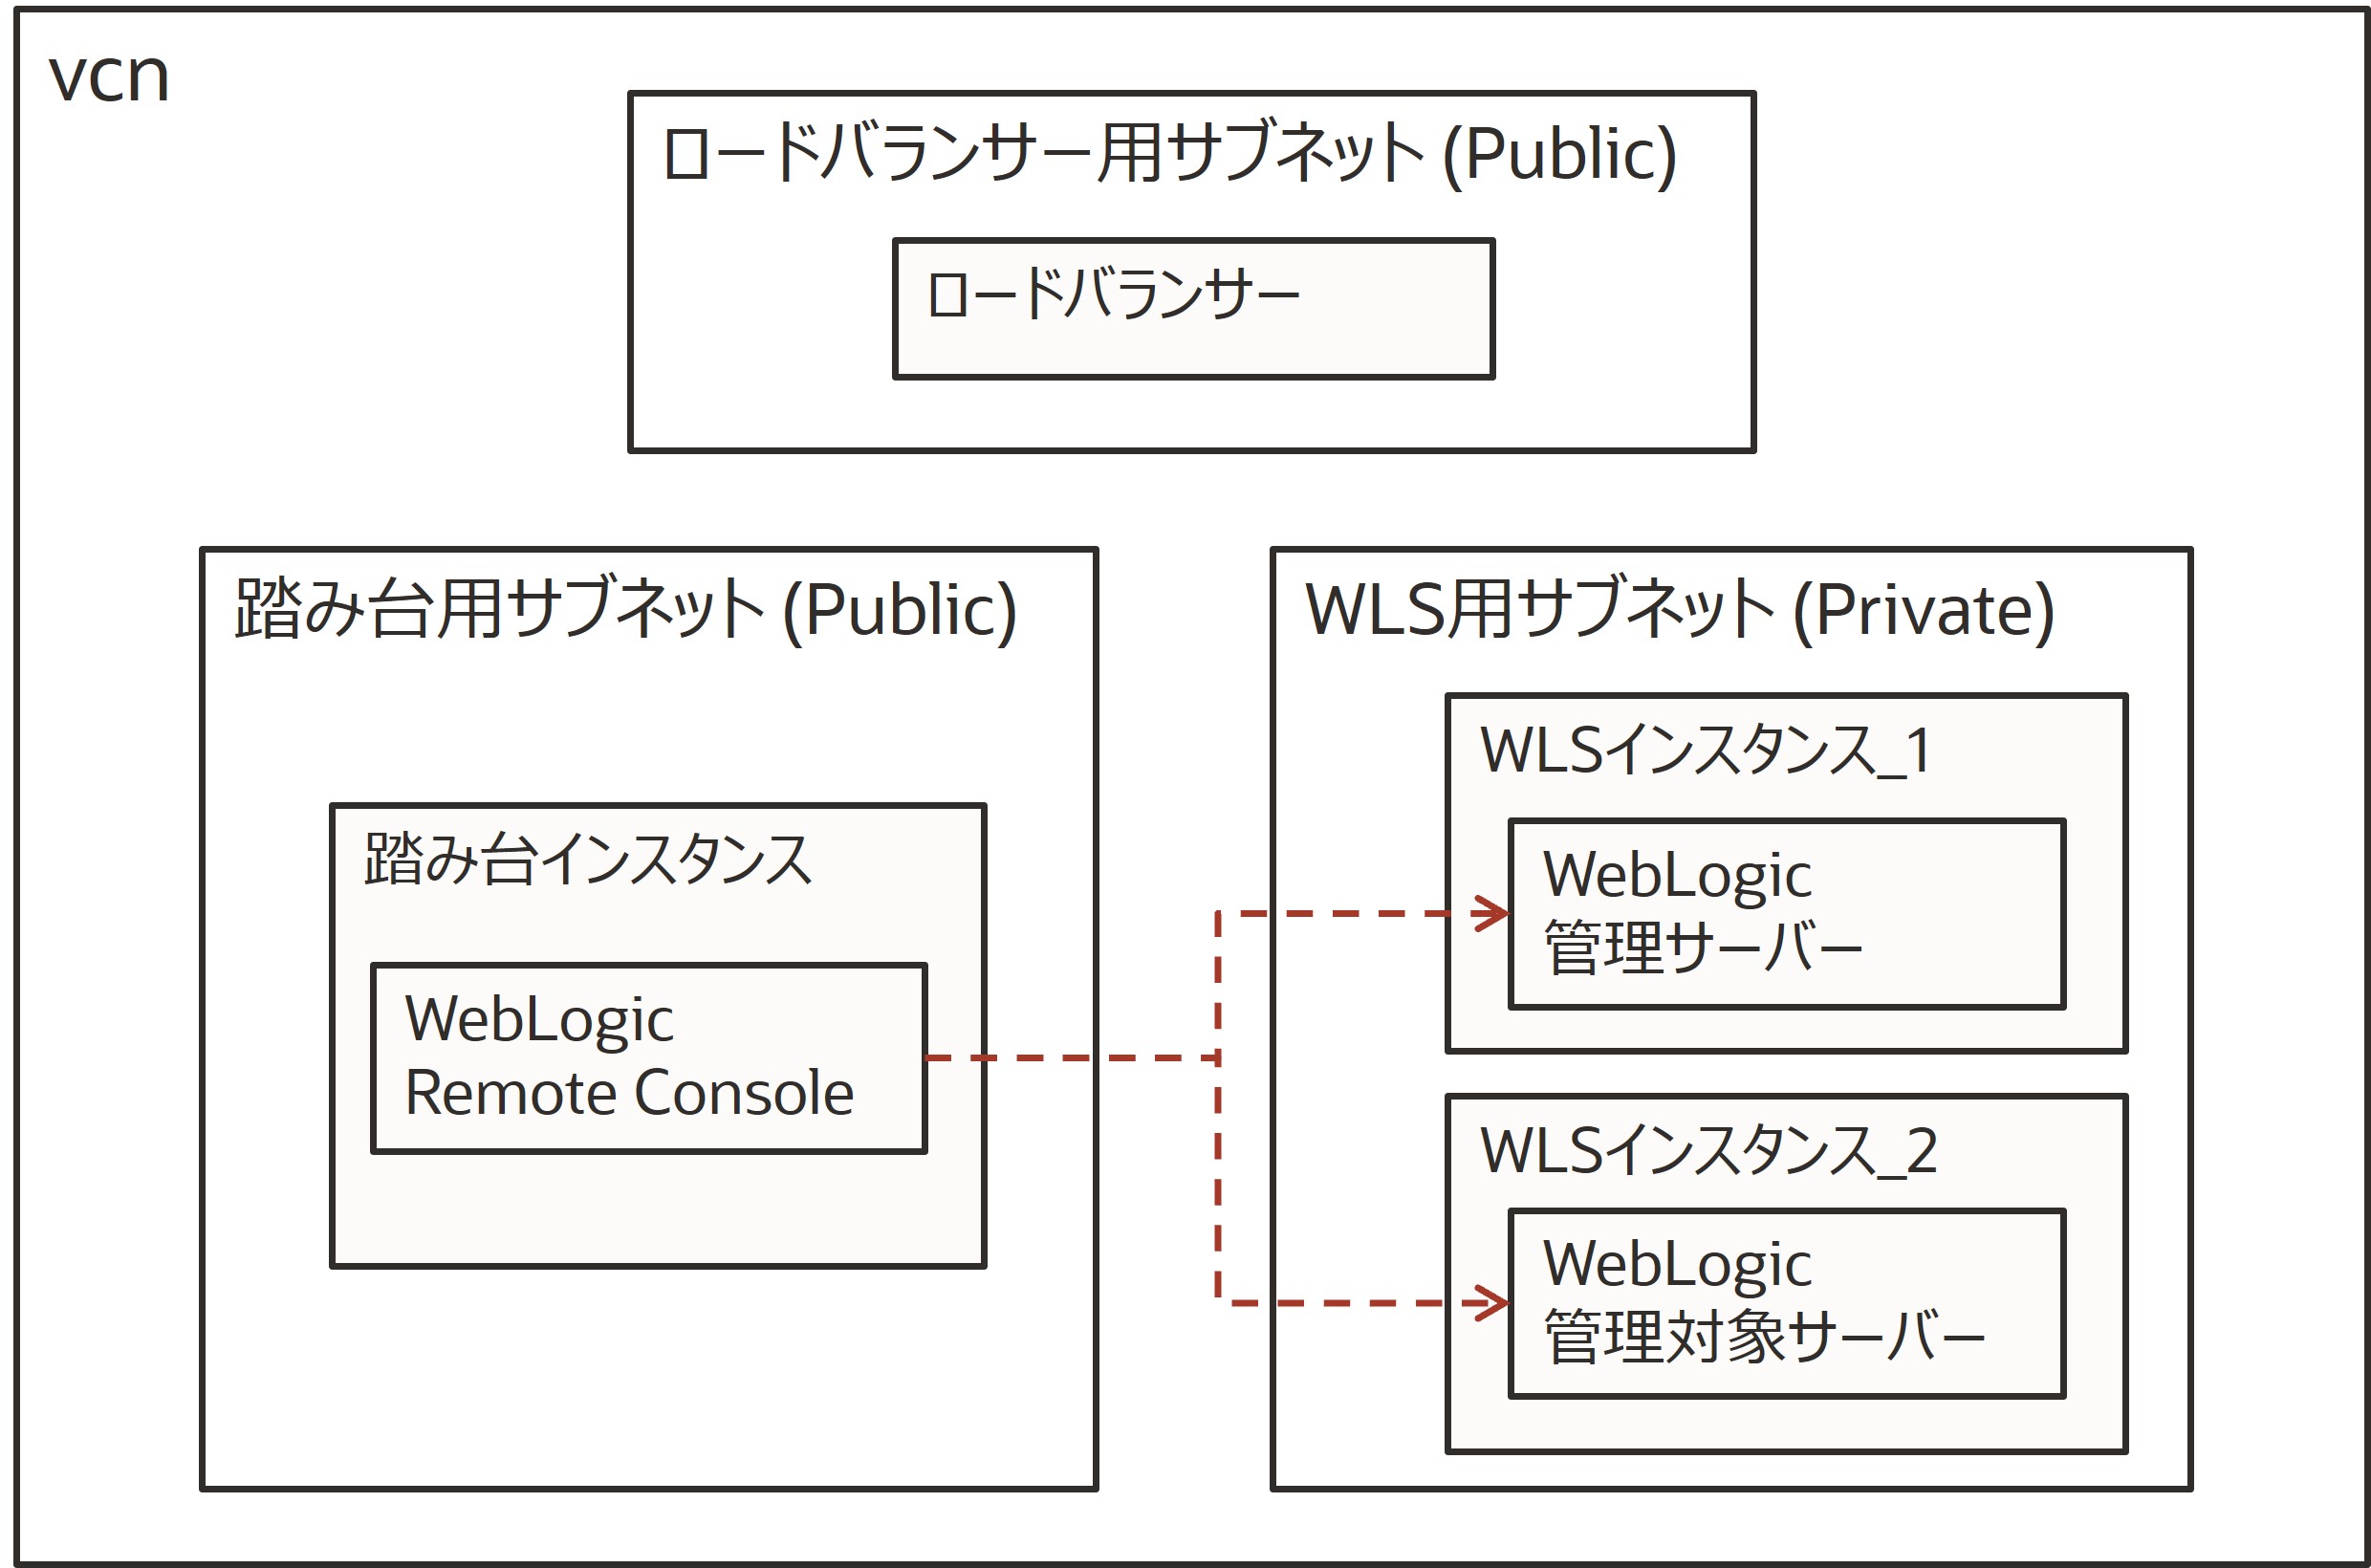 vcn
ロードバランサー用サブネット (Public)
ロードバランサー
踏み台用サブネット (Public)
踏み台インスタンス
WebLogic
Remote Console
WLS用サブネット (Private)
WLSインスタンス_1
WebLogic
管理サーバー
WLSインスタンス_2
WebLogic
管理対象サーバー